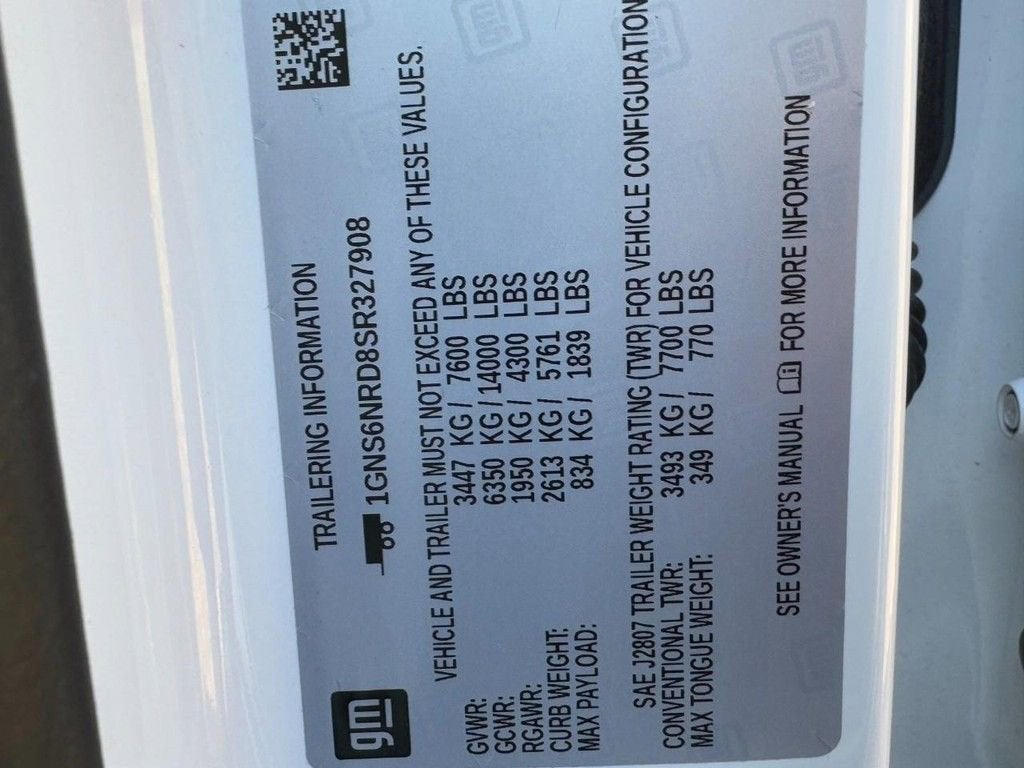 gm
TRAILERING INFORMATION
1GNS6NRD8SR327908
VEHICLE AND TRAILER MUST NOT EXCEED ANY OF THESE VALUES.
GVWR: 3447 KG / 7600 LBS
GCWR: 6350 KG / 14000 LBS
RGAWR: 1950 KG / 4300 LBS
CURB WEIGHT: 2613 KG / 5761 LBS
MAX PAYLOAD: 834 KG / 1839 LBS
SAE J2807 TRAILER WEIGHT RATING (TWR) FOR VEHICLE CONFIGURATION
CONVENTIONAL TWR: 3493 KG / 7700 LBS
MAX TONGUE WEIGHT: 349 KG / 770 LBS
SEE OWNER'S MANUAL FOR MORE INFORMATION
gm
gm
gm